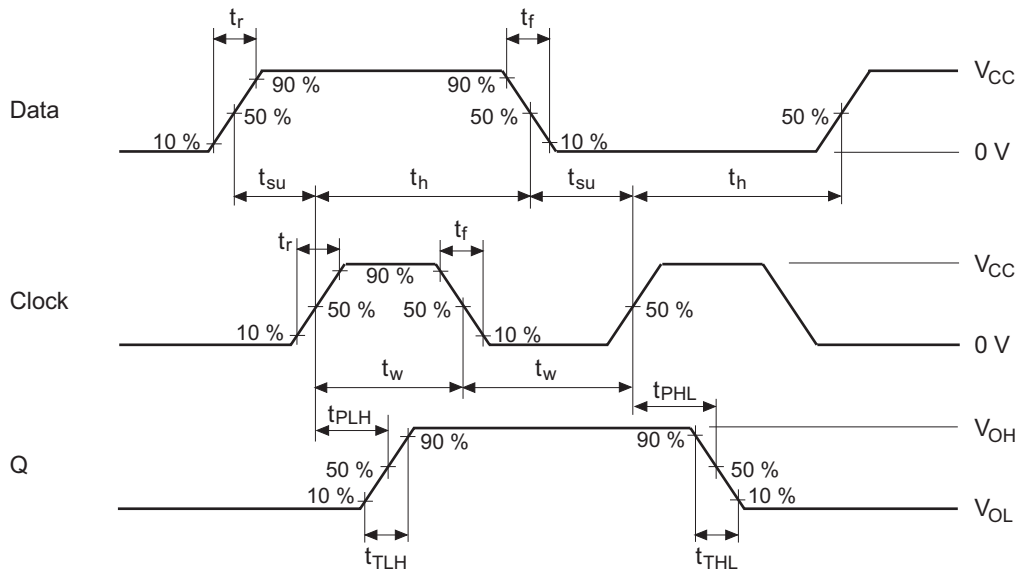 tr tf
90 % 90 % VCC
Data 50 % 50 % 50 %
10 % 10 % 0 V
tsu th tsu th
tr tf
90 % VCC
Clock 50 % 50 % 50 %
10 % 10 % 0 V
tw tw
tPLH tPHL
90 % 90 % VOH
Q 50 % 50 %
10 % 10 % VOL
tTLH tTHL